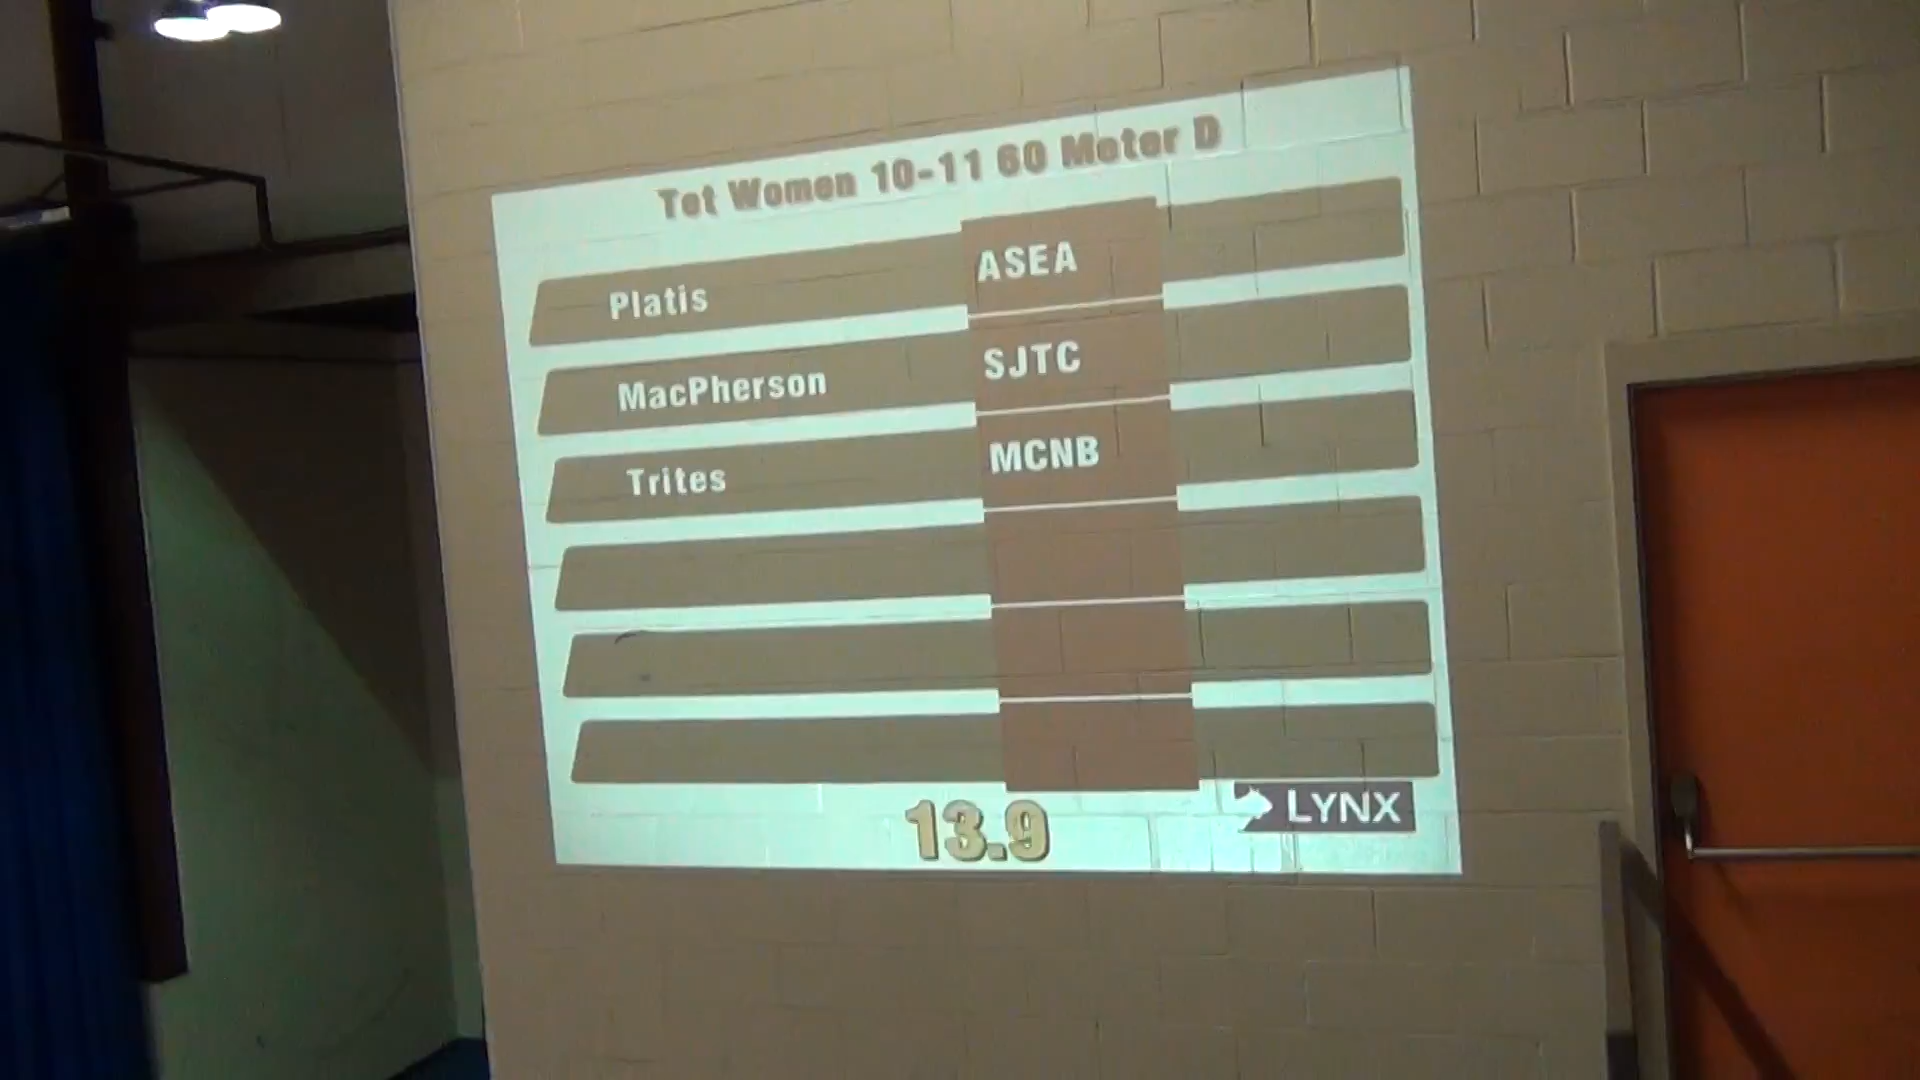 Tot Women 10-11 60 Meter D
Platis ASEA
MacPherson SJTC
Trites MCNB
13.9
LYNX